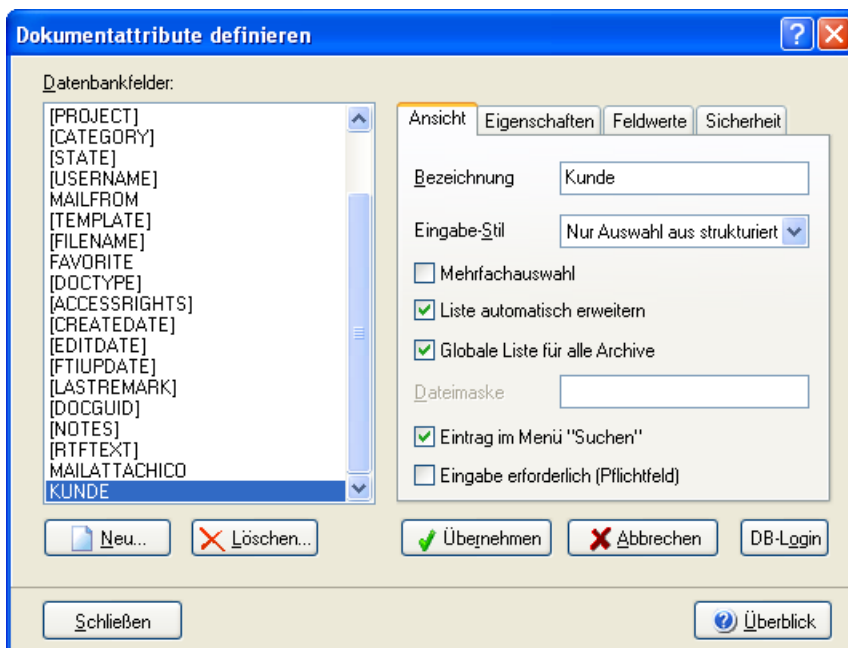 Dokumentattribute definieren
Datenbankfelder:
[PROJECT]
[CATEGORY]
[STATE]
[USERNAME]
MAILFROM
[TEMPLATE]
[FILENAME]
FAVORITE
[DOCTYPE]
[ACCESSRIGHTS]
[CREATEDATE]
[EDITDATE]
[FTIUPDATE]
[LASTREMARK]
[DOCGUID]
[NOTES]
[RTFTEXT]
MAILATTACHICO
KUNDE
Ansicht Eigenschaften Feldwerte Sicherheit
Bezeichnung Kunde
Eingabe-Stil Nur Auswahl aus strukturiert
Mehrfachauswahl
Liste automatisch erweitern
Globale Liste für alle Archive
Dateimaske
Eintrag im Menü "Suchen"
Eingabe erforderlich (Pflichtfeld)
Neu... Löschen... Übernehmen Abbrechen DB-Login
Schließen Überblick